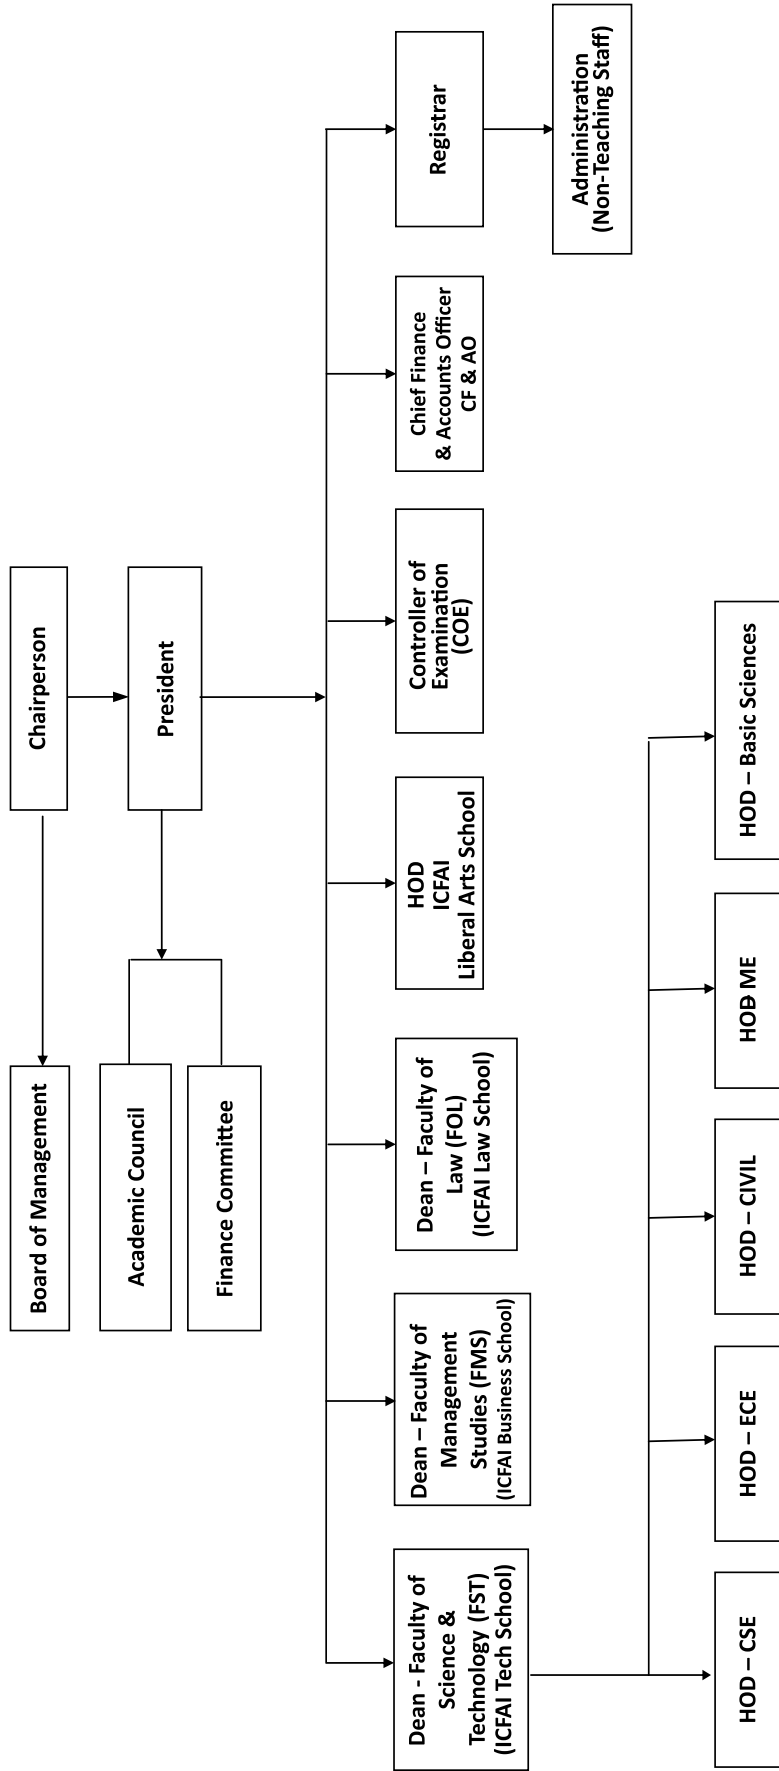 Chairperson
Board of Management
President
Academic Council
Finance Committee
Dean - Faculty of
Science &
Technology (FST)
(ICFAI Tech School)
Dean – Faculty of
Management
Studies (FMS)
(ICFAI Business School)
Dean – Faculty of
Law (FOL)
(ICFAI Law School)
HOD
ICFAI
Liberal Arts School
Controller of
Examination
(COE)
Chief Finance
& Accounts Officer
CF & AO
Registrar
Administration
(Non-Teaching Staff)
HOD – CSE
HOD – ECE
HOD – CIVIL
HOD- ME
HOD – Basic Sciences